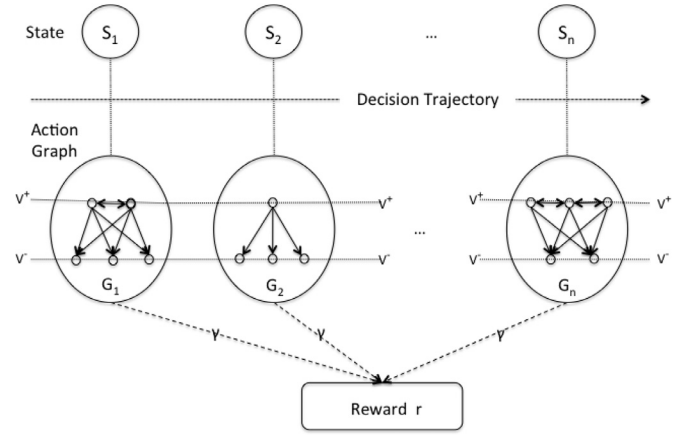 State
S1
S2
...
Sn
Decision Trajectory
Action
Graph
V+
V+
V+
V+
...
V-
V-
V-
V-
G1
G2
Gn
γ
γ
γ
Reward r